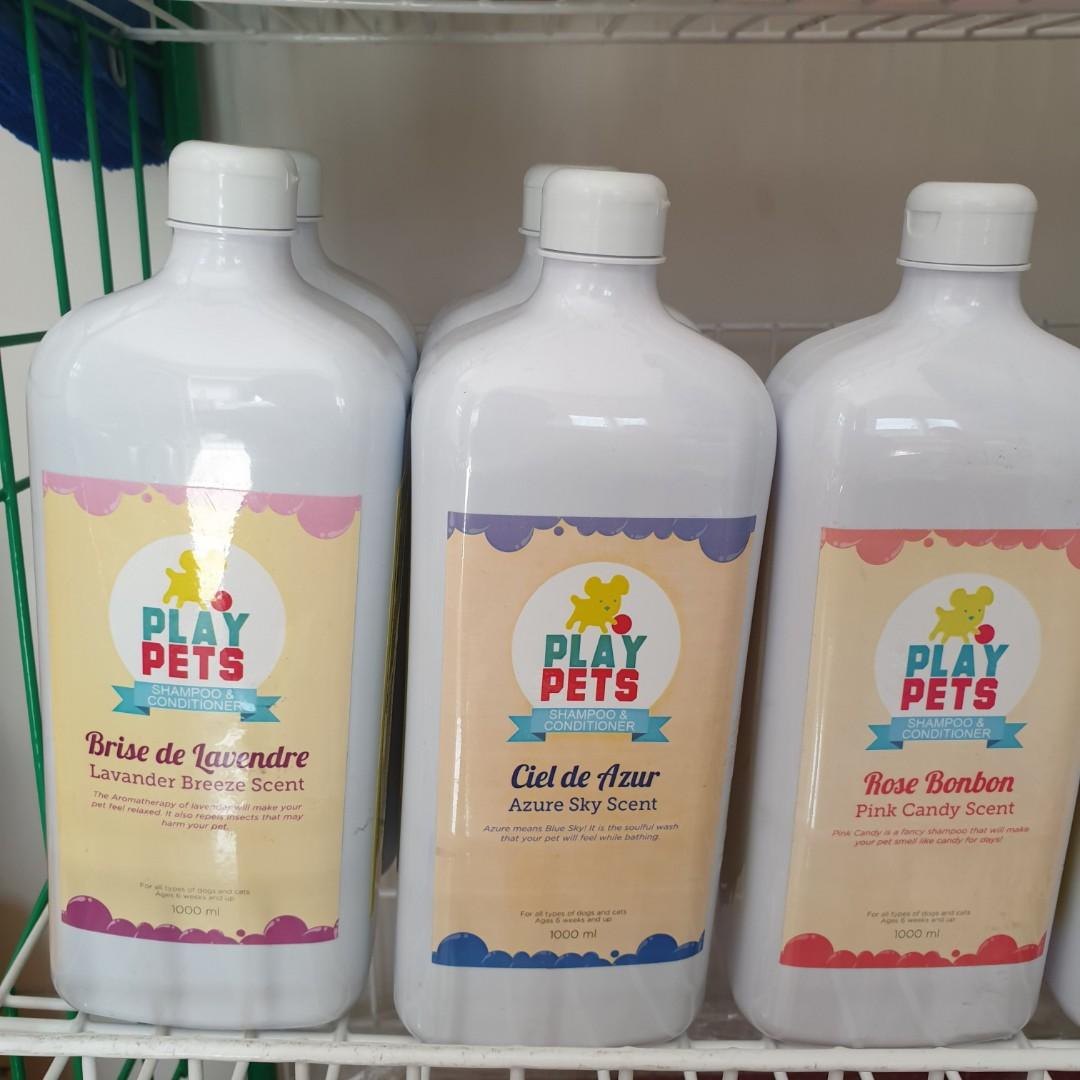 PLAY
PETS
SHAMPOO &
CONDITIONER
Brise de Lavendre
Lavander Breeze Scent
The Aromatherapy of lavender will make your
pet feel relaxed. It also repels insects that may
harm your pet.
For all types of dogs and cats
Ages 6 weeks and up
1000 ml
PLAY
PETS
SHAMPOO &
CONDITIONER
Ciel de Azur
Azure Sky Scent
Azure means Blue Sky! It is the soulful wash
that your pet will feel while bathing.
For all types of dogs and cats
Ages 6 weeks and up
1000 ml
PLAY
PETS
SHAMPOO &
CONDITIONER
Rose Bonbon
Pink Candy Scent
Pink Candy is a fancy shampoo that will make
your pet smell like candy for days!
For all types of dogs and cats
Ages 6 weeks and up
1000 ml